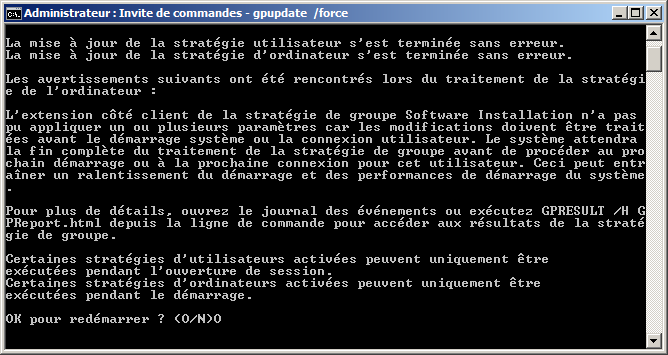 Administrateur : Invite de commandes - gpupdate /force
La mise à jour de la stratégie utilisateur s'est terminée sans erreur.
La mise à jour de la stratégie d'ordinateur s'est terminée sans erreur.
Les avertissements suivants ont été rencontrés lors du traitement de la stratégi
e de l'ordinateur :
L'extension côté client de la stratégie de groupe Software Installation n'a pas
pu appliquer un ou plusieurs paramètres car les modifications doivent être trait
ées avant le démarrage système ou la connexion utilisateur. Le système attendra
la fin complète du traitement de la stratégie de groupe avant de procéder au pro
chain démarrage ou à la prochaine connexion pour cet utilisateur. Ceci peut entr
aîner un ralentissement du démarrage et des performances de démarrage du système
.
Pour plus de détails, ouvrez le journal des événements ou exécutez GPRESULT /H G
PReport.html depuis la ligne de commande pour accéder aux résultats de la straté
gie de groupe.
Certaines stratégies d'utilisateurs activées peuvent uniquement être
exécutées pendant l'ouverture de session.
Certaines stratégies d'ordinateurs activées peuvent uniquement être
exécutées pendant le démarrage.
OK pour redémarrer ? (O/N)O